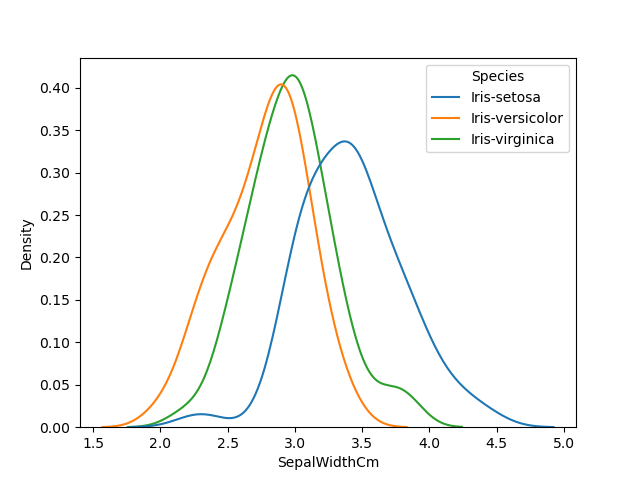 Species
Iris-setosa
Iris-versicolor
Iris-virginica
0.40
0.35
0.30
0.25
0.20
0.15
0.10
0.05
0.00
Density
1.5 2.0 2.5 3.0 3.5 4.0 4.5 5.0
SepalWidthCm